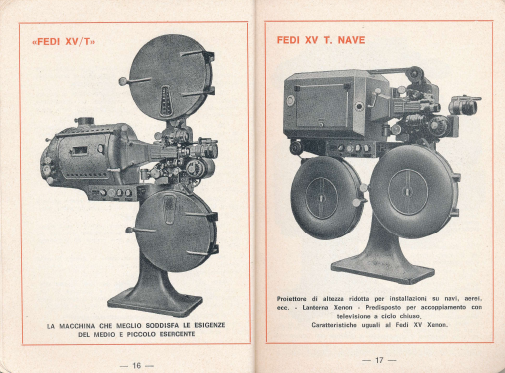 «FEDI XV/T»
LA MACCHINA CHE MEGLIO SODDISFA LE ESIGENZE
DEL MEDIO E PICCOLO ESERCENTE
— 16 —
FEDI XV T. NAVE
Proiettore di altezza ridotta per installazioni su navi, aerei,
ecc. - Lanterna Xenon - Predisposto per accoppiamento con
televisione a ciclo chiuso.
Caratteristiche uguali al Fedi XV Xenon.
— 17 —